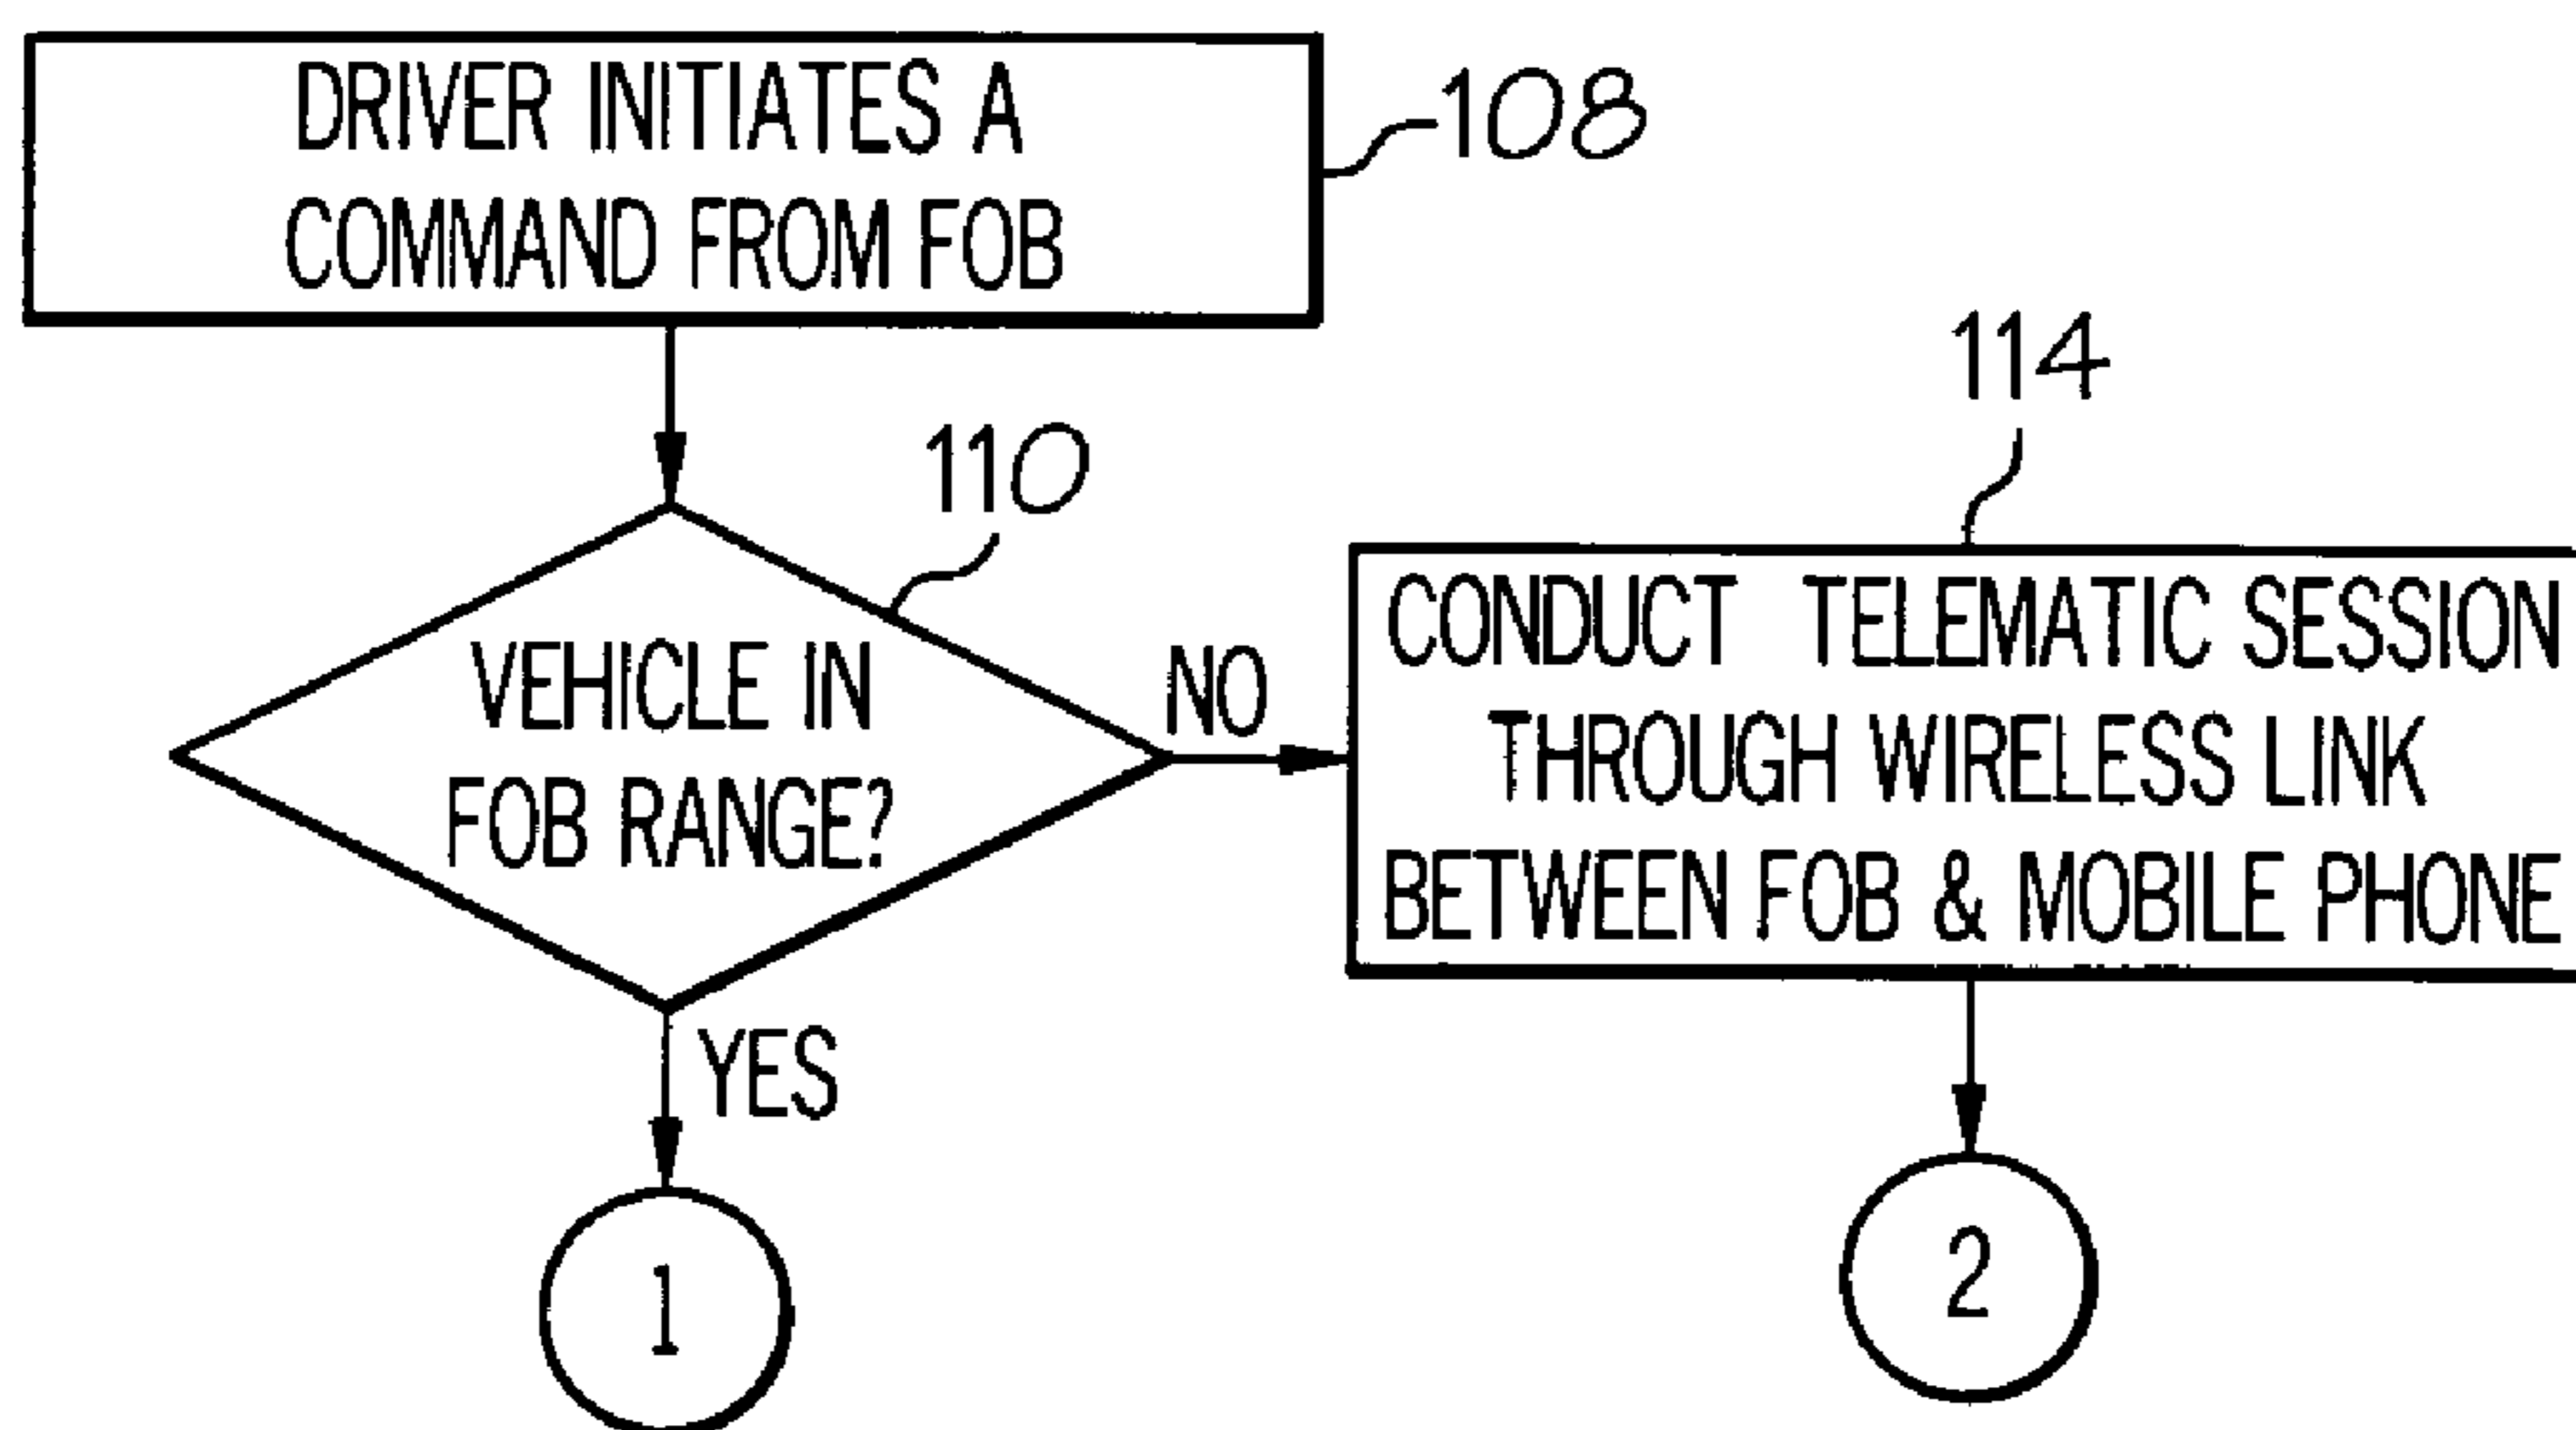 DRIVER INITIATES A
COMMAND FROM FOB
108
110
VEHICLE IN
FOB RANGE?
NO
YES
1
114
CONDUCT TELEMATIC SESSION
THROUGH WIRELESS LINK
BETWEEN FOB & MOBILE PHONE
2